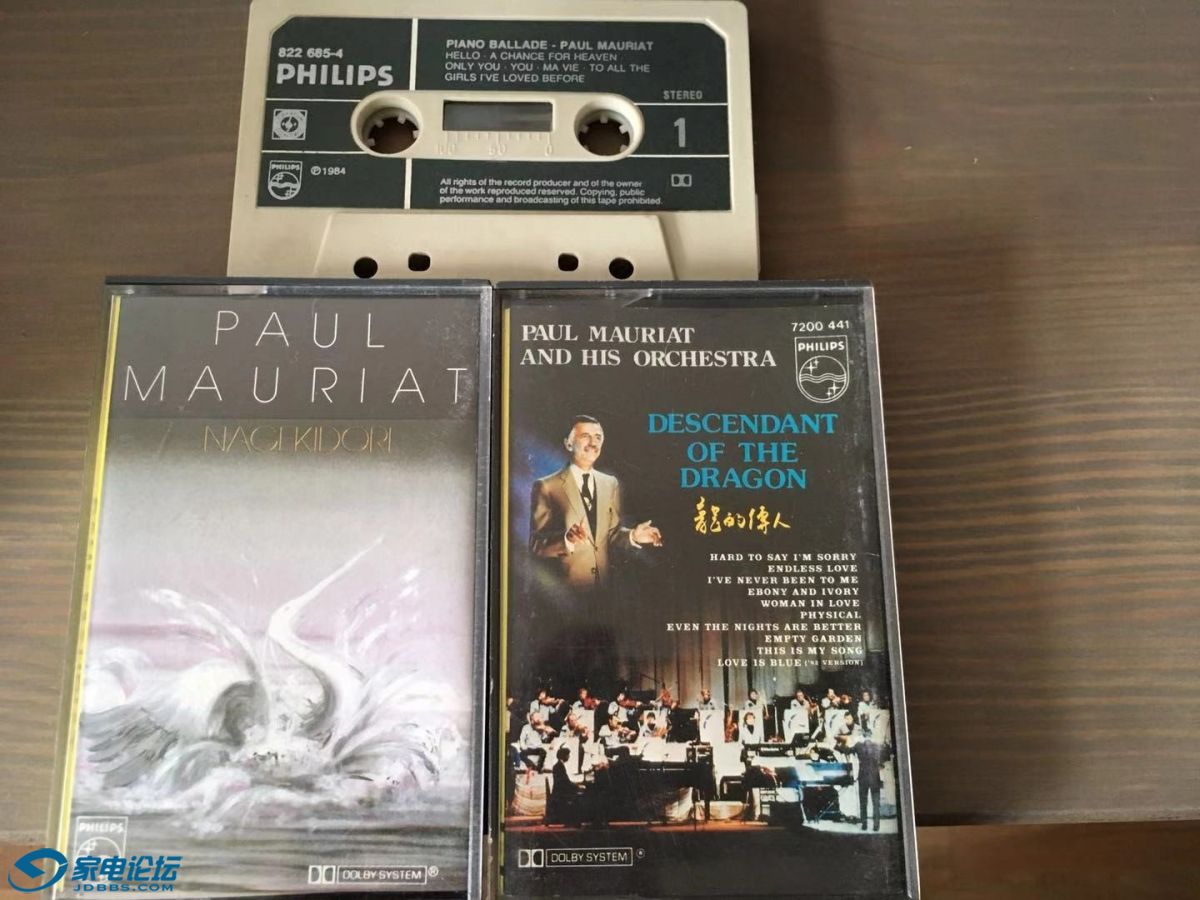 822 685-4
PHILIPS
PIANO BALLADE - PAUL MAURIAT
HELLO · A CHANCE FOR HEAVEN
ONLY YOU · YOU · MA VIE · TO ALL THE
GIRLS I'VE LOVED BEFORE
STEREO
1
100 50 0
PHILIPS
℗1984
All rights of the record producer and of the owner
of the work reproduced reserved. Copying, public
performance and broadcasting of this tape prohibited.
PAUL
MAURIAT
NAGEKIDORI
PHILIPS
DOLBY SYSTEM®
PAUL MAURIAT
AND HIS ORCHESTRA
7200 441
PHILIPS
DESCENDANT
OF THE
DRAGON
龍的傳人
HARD TO SAY I'M SORRY
ENDLESS LOVE
I'VE NEVER BEEN TO ME
EBONY AND IVORY
WOMAN IN LOVE
PHYSICAL
EVEN THE NIGHTS ARE BETTER
EMPTY GARDEN
THIS IS MY SONG
LOVE IS BLUE ('82 VERSION)
DOLBY SYSTEM®
家电论坛
JDBBS.COM